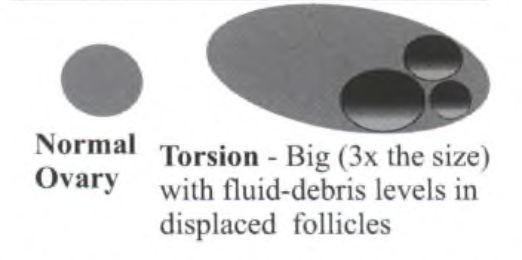 Normal
Ovary
Torsion - Big (3x the size)
with fluid-debris levels in
displaced follicles